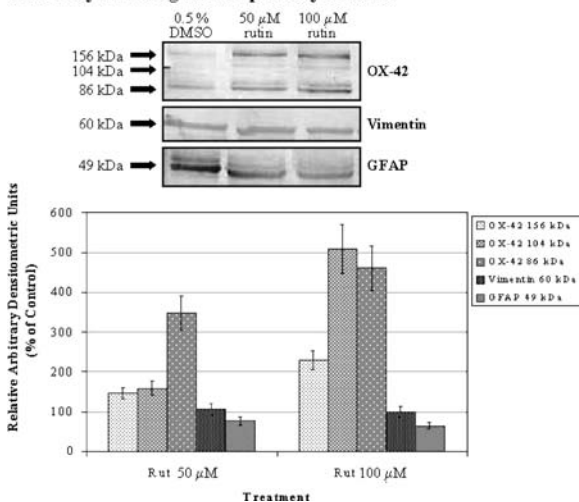 0.5 % DMSO
50 µM rutin
100 µM rutin
156 kDa
104 kDa
86 kDa
OX-42
60 kDa
Vimentin
49 kDa
GFAP
Relative Arbitrary Densitometric Units
(% of Control)
600
500
400
300
200
100
0
OX-42 156 kDa
OX-42 104 kDa
OX-42 86 kDa
Vimentin 60 kDa
GFAP 49 kDa
Rut 50 µM
Rut 100 µM
Treatment